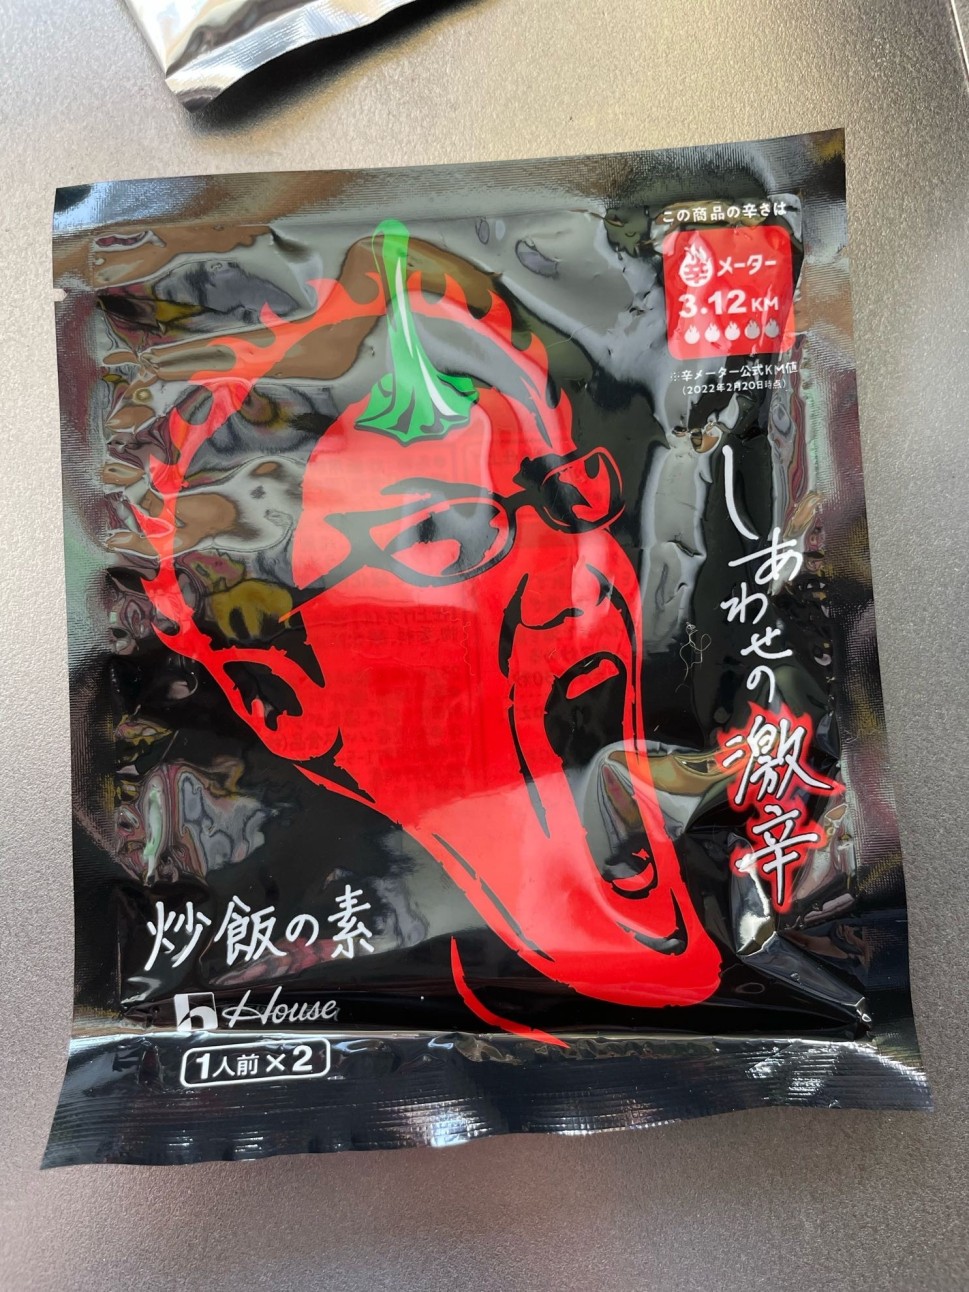 この商品の辛さは
辛メーター
3.12 KM
※辛メーター公式KM値
(2022年2月20日時点)
しあわせの
激辛
炒飯の素
House
1人前×2